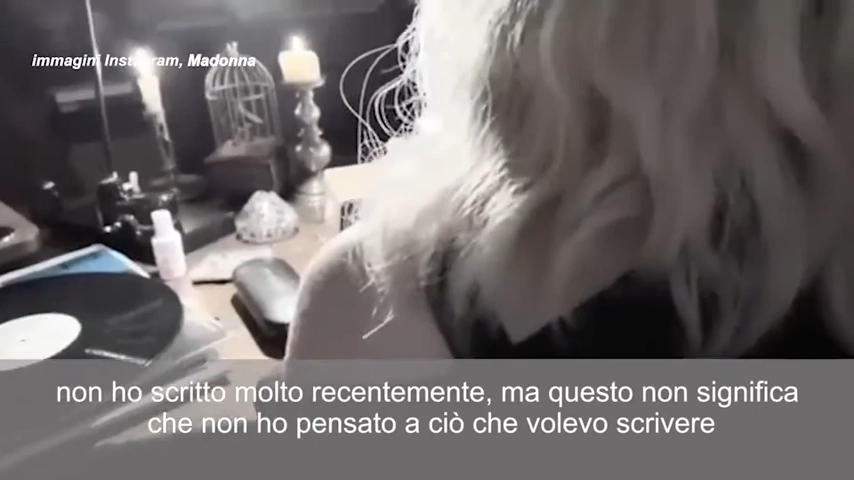 immagini Instagram, Madonna
non ho scritto molto recentemente, ma questo non significa
che non ho pensato a ciò che volevo scrivere